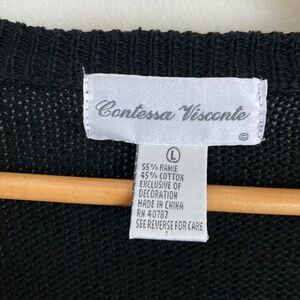 Contessa Visconte
©
L
55% RAMIE
45% COTTON
EXCLUSIVE OF
DECORATION
MADE IN CHINA
RN 40787
SEE REVERSE FOR CARE